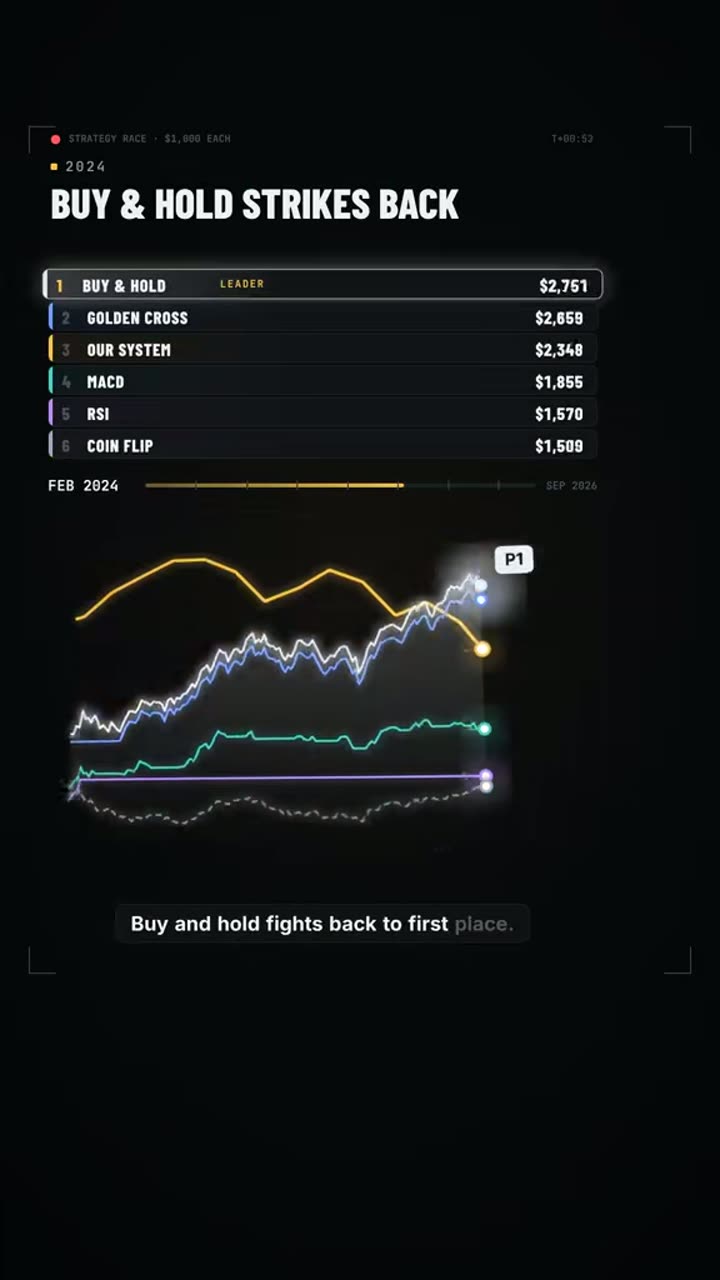 STRATEGY RACE · $1,000 EACH T+00:52
2024
BUY & HOLD STRIKES BACK
1 BUY & HOLD LEADER $2,751
2 GOLDEN CROSS $2,659
3 OUR SYSTEM $2,348
4 MACD $1,855
5 RSI $1,570
6 COIN FLIP $1,509
FEB 2024 SEP 2026
P1
Buy and hold fights back to first place.